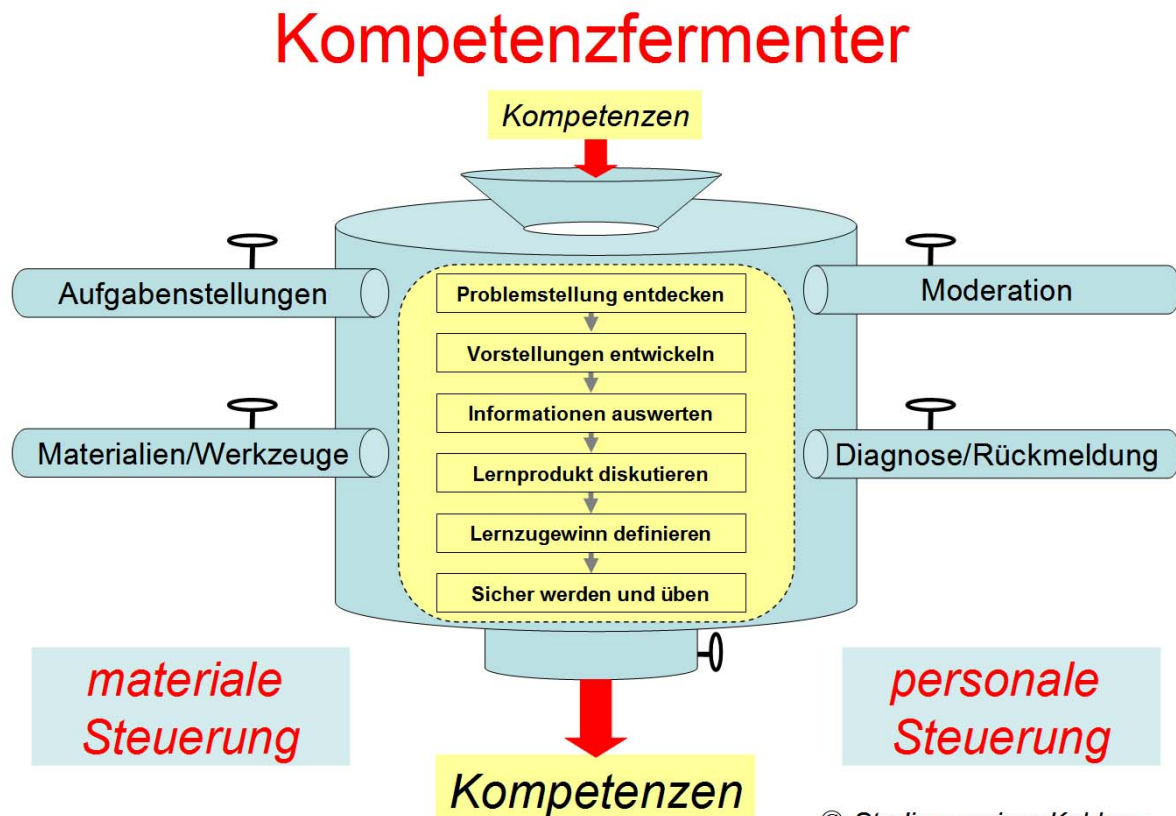 Kompetenzfermenter
Kompetenzen
Aufgabenstellungen
Materialien/Werkzeuge
Problemstellung entdecken
Vorstellungen entwickeln
Informationen auswerten
Lernprodukt diskutieren
Lernzugewinn definieren
Sicher werden und üben
Moderation
Diagnose/Rückmeldung
materiale
Steuerung
personale
Steuerung
Kompetenzen